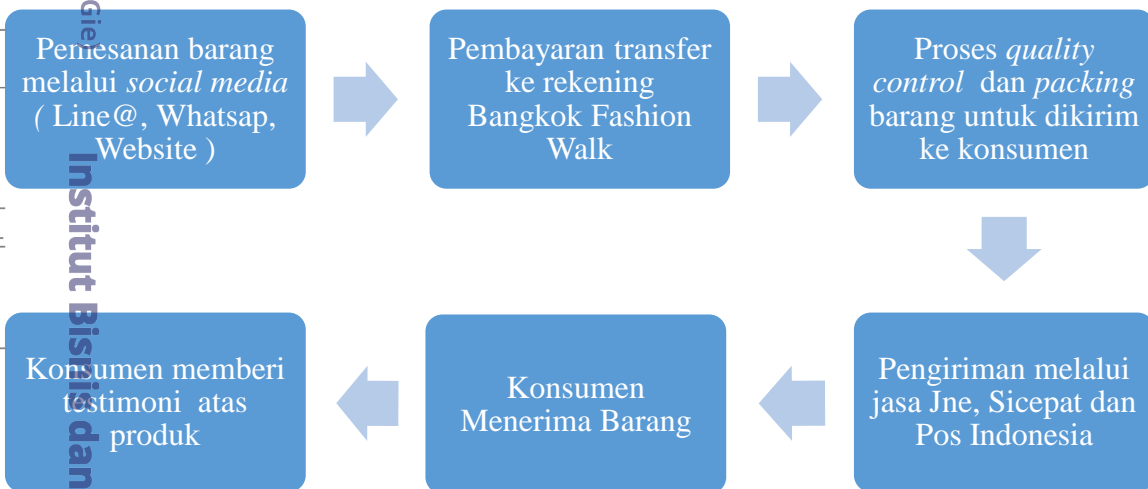 Pemesanan barang
melalui social media
( Line@, Whatsap,
Website )
Pembayaran transfer
ke rekening
Bangkok Fashion
Walk
Proses quality
control dan packing
barang untuk dikirim
ke konsumen
Pengiriman melalui
jasa Jne, Sicepat dan
Pos Indonesia
Konsumen
Menerima Barang
Konsumen memberi
testimoni atas
produk
Gie)
Institut Bisnis dan